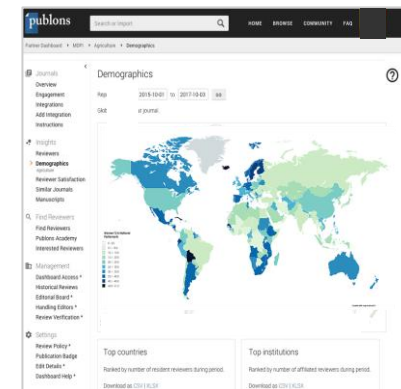 publons
Search or Import
HOME BROWSE COMMUNITY FAQ
Partner Dashboard › MDPI › Agriculture › Demographics
Journals
Overview
Engagement
Integrations
Add Integration
Instructions
Insights
Reviewers
Demographics
Agriculture
Reviewer Satisfaction
Similar Journals
Manuscripts
Find Reviewers
Find Reviewers
Publons Academy
Interested Reviewers
Management
Dashboard Access *
Historical Reviews
Editorial Board *
Handling Editors *
Review Verification *
Settings
Review Policy *
Publication Badge
Edit Details *
Dashboard Help *
Demographics
Rep 2015-10-01 to 2017-10-03
journal
Top countries
Ranked by number of resident reviewers during period.
Download as CSV | XLSX
Top institutions
Ranked by number of affiliated reviewers during period.
Download as CSV | XLSX